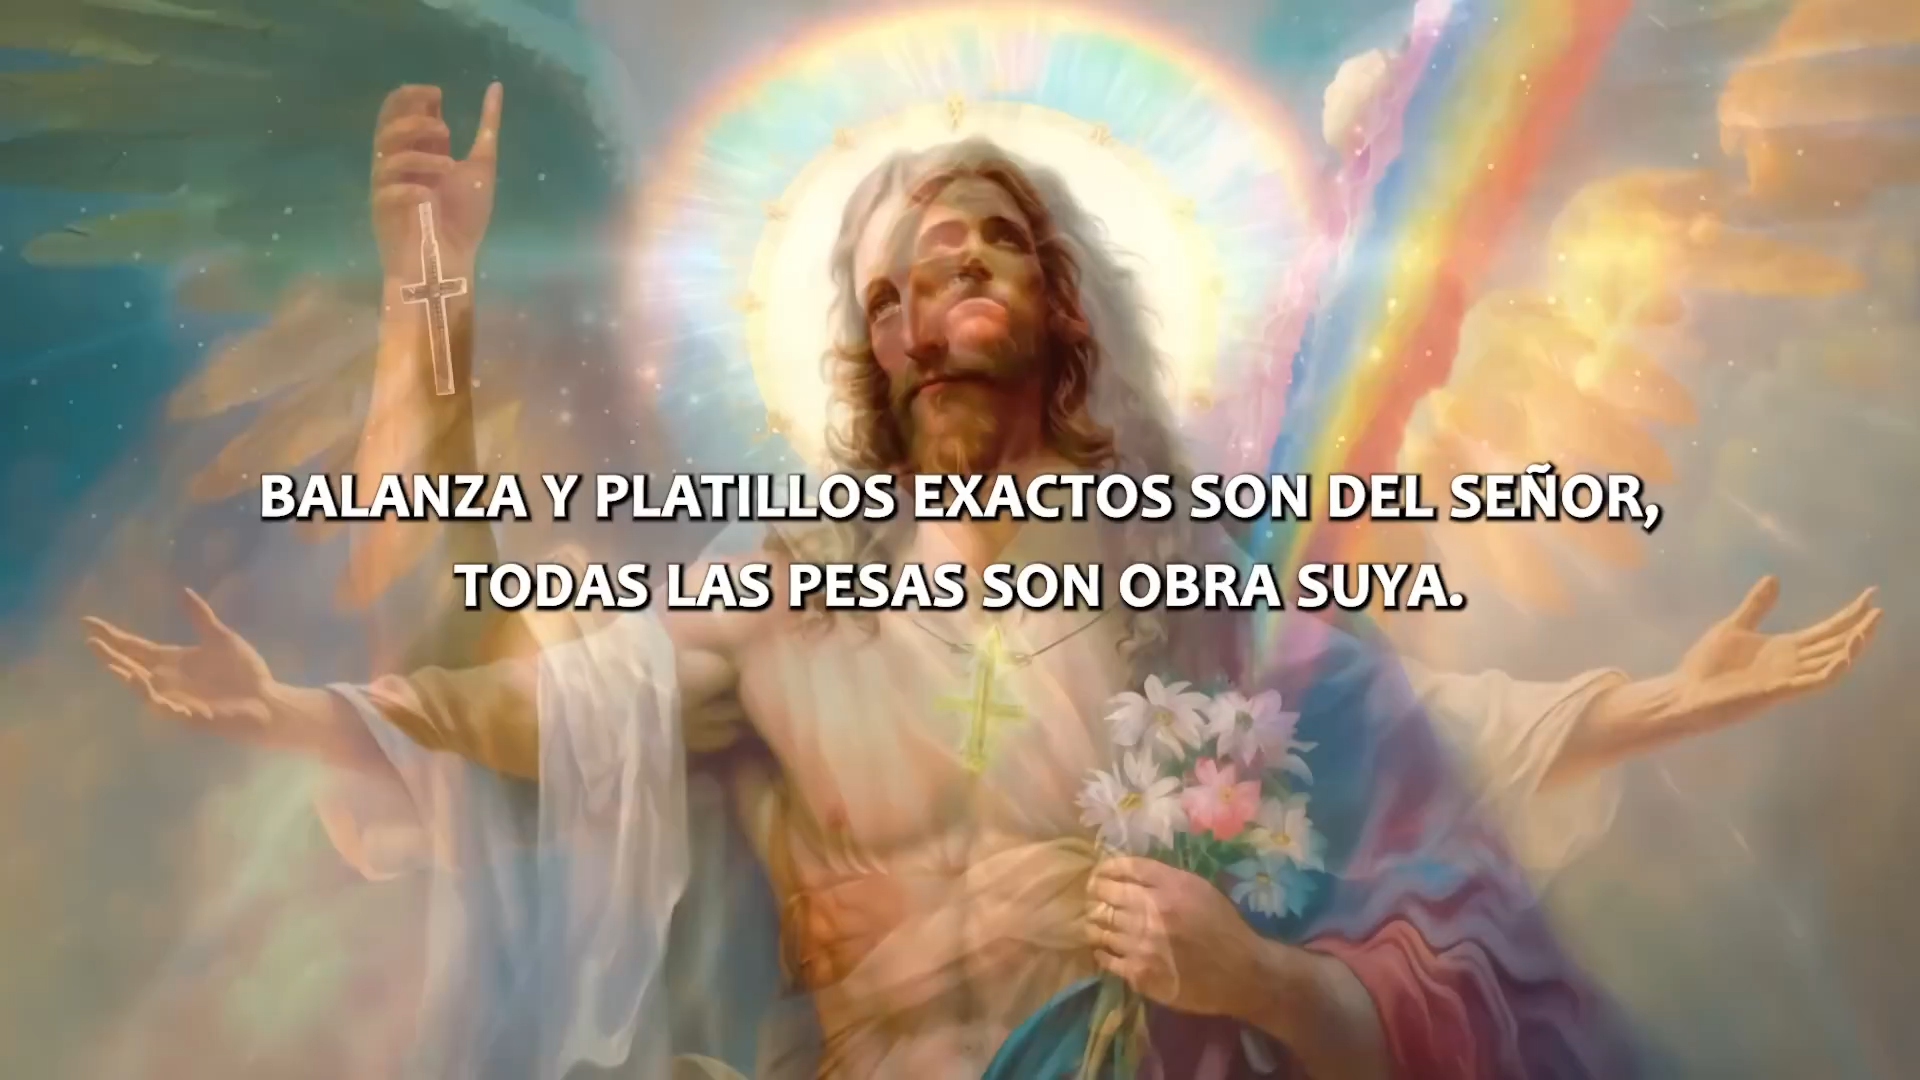 BALANZA Y PLATILLOS EXACTOS SON DEL SEÑOR,
TODAS LAS PESAS SON OBRA SUYA.